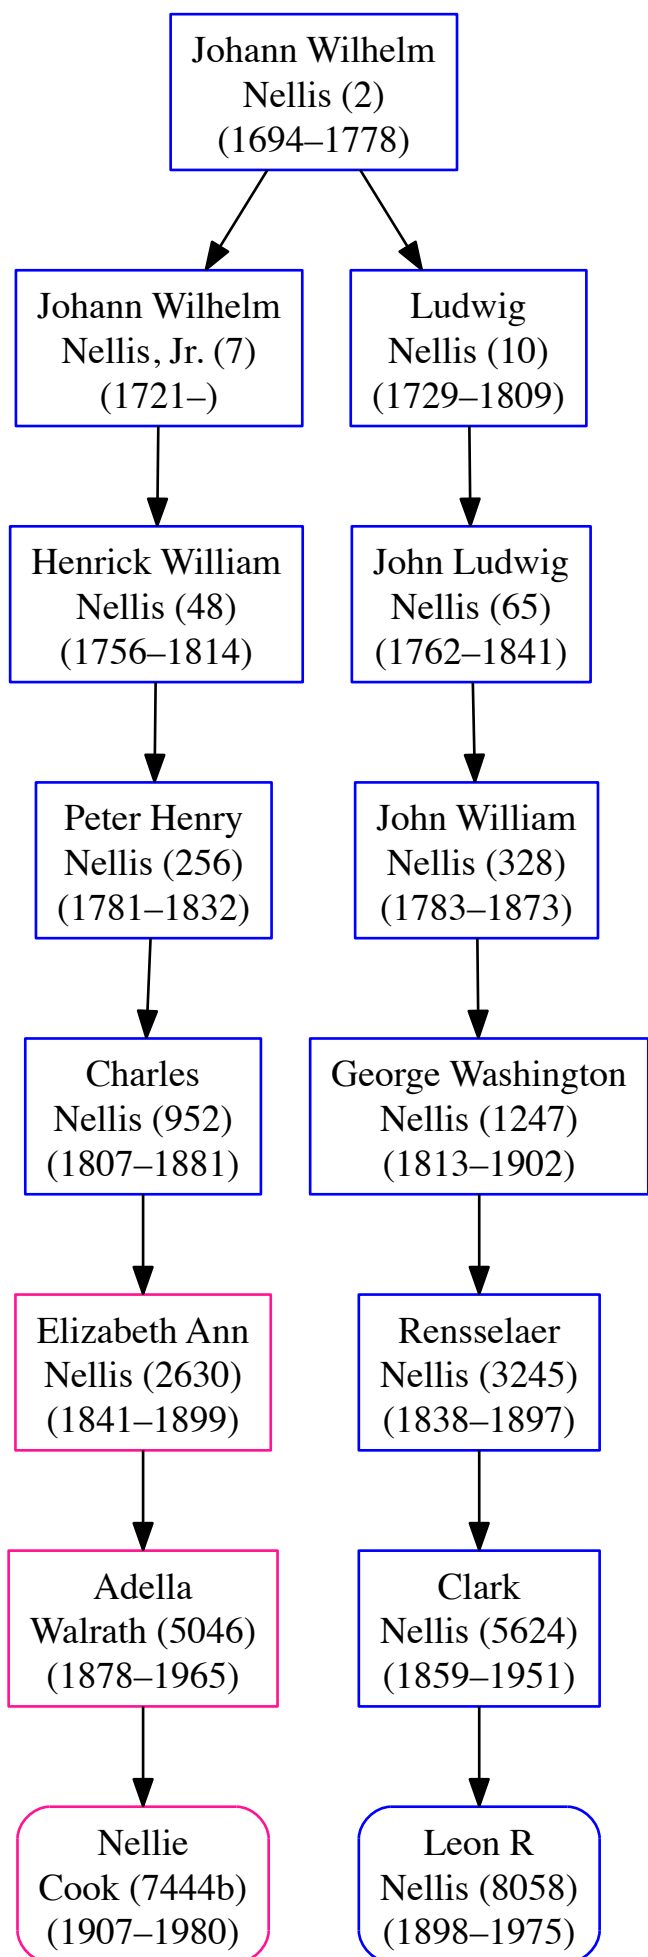 Johann Wilhelm
Nellis (2)
(1694–1778)
Johann Wilhelm
Nellis, Jr. (7)
(1721–)
Ludwig
Nellis (10)
(1729–1809)
Henrick William
Nellis (48)
(1756–1814)
John Ludwig
Nellis (65)
(1762–1841)
Peter Henry
Nellis (256)
(1781–1832)
John William
Nellis (328)
(1783–1873)
Charles
Nellis (952)
(1807–1881)
George Washington
Nellis (1247)
(1813–1902)
Elizabeth Ann
Nellis (2630)
(1841–1899)
Rensselaer
Nellis (3245)
(1838–1897)
Adella
Walrath (5046)
(1878–1965)
Clark
Nellis (5624)
(1859–1951)
Nellie
Cook (7444b)
(1907–1980)
Leon R
Nellis (8058)
(1898–1975)